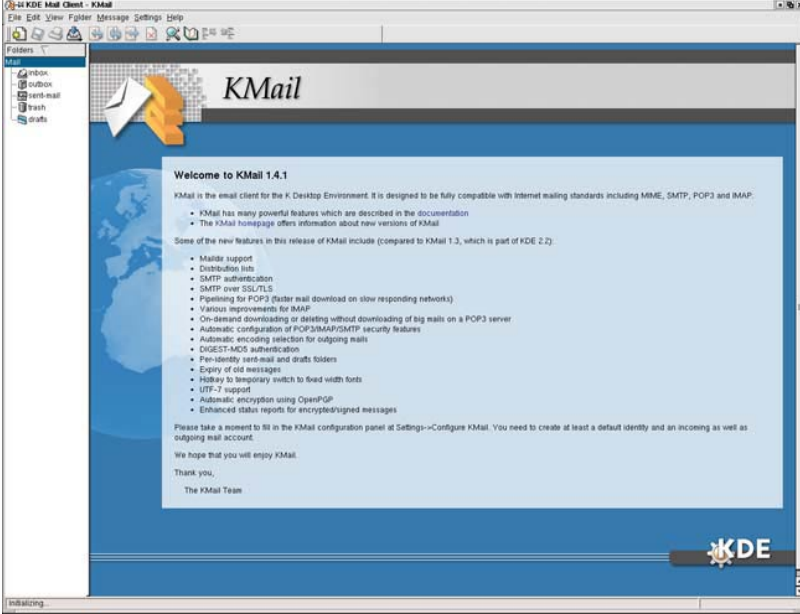 KDE Mail Client - KMail
File Edit View Folder Message Settings Help
Folders
Mail
inbox
outbox
sent-mail
trash
drafts
KMail
Welcome to KMail 1.4.1
KMail is the email client for the K Desktop Environment. It is designed to be fully compatible with Internet mailing standards including MIME, SMTP, POP3 and IMAP.
• KMail has many powerful features which are described in the documentation
• The KMail homepage offers information about new versions of KMail
Some of the new features in this release of KMail include (compared to KMail 1.3, which is part of KDE 2.2):
• Maildir support
• Distribution lists
• SMTP authentication
• SMTP over SSL/TLS
• Pipelining for POP3 (faster mail download on slow responding networks)
• Various improvements for IMAP
• On-demand downloading or deleting without downloading of big mails on a POP3 server
• Automatic configuration of POP3/IMAP/SMTP security features
• Automatic encoding selection for outgoing mails
• DIGEST-MD5 authentication
• Per-identity sent-mail and drafts folders
• Expiry of old messages
• Hotkey to temporary switch to fixed width fonts
• UTF-7 support
• Automatic encryption using OpenPGP
• Enhanced status reports for encrypted/signed messages
Please take a moment to fill in the KMail configuration panel at Settings->Configure KMail. You need to create at least a default identity and an incoming as well as
outgoing mail account.
We hope that you will enjoy KMail.
Thank you,
The KMail Team
KDE
Initializing...